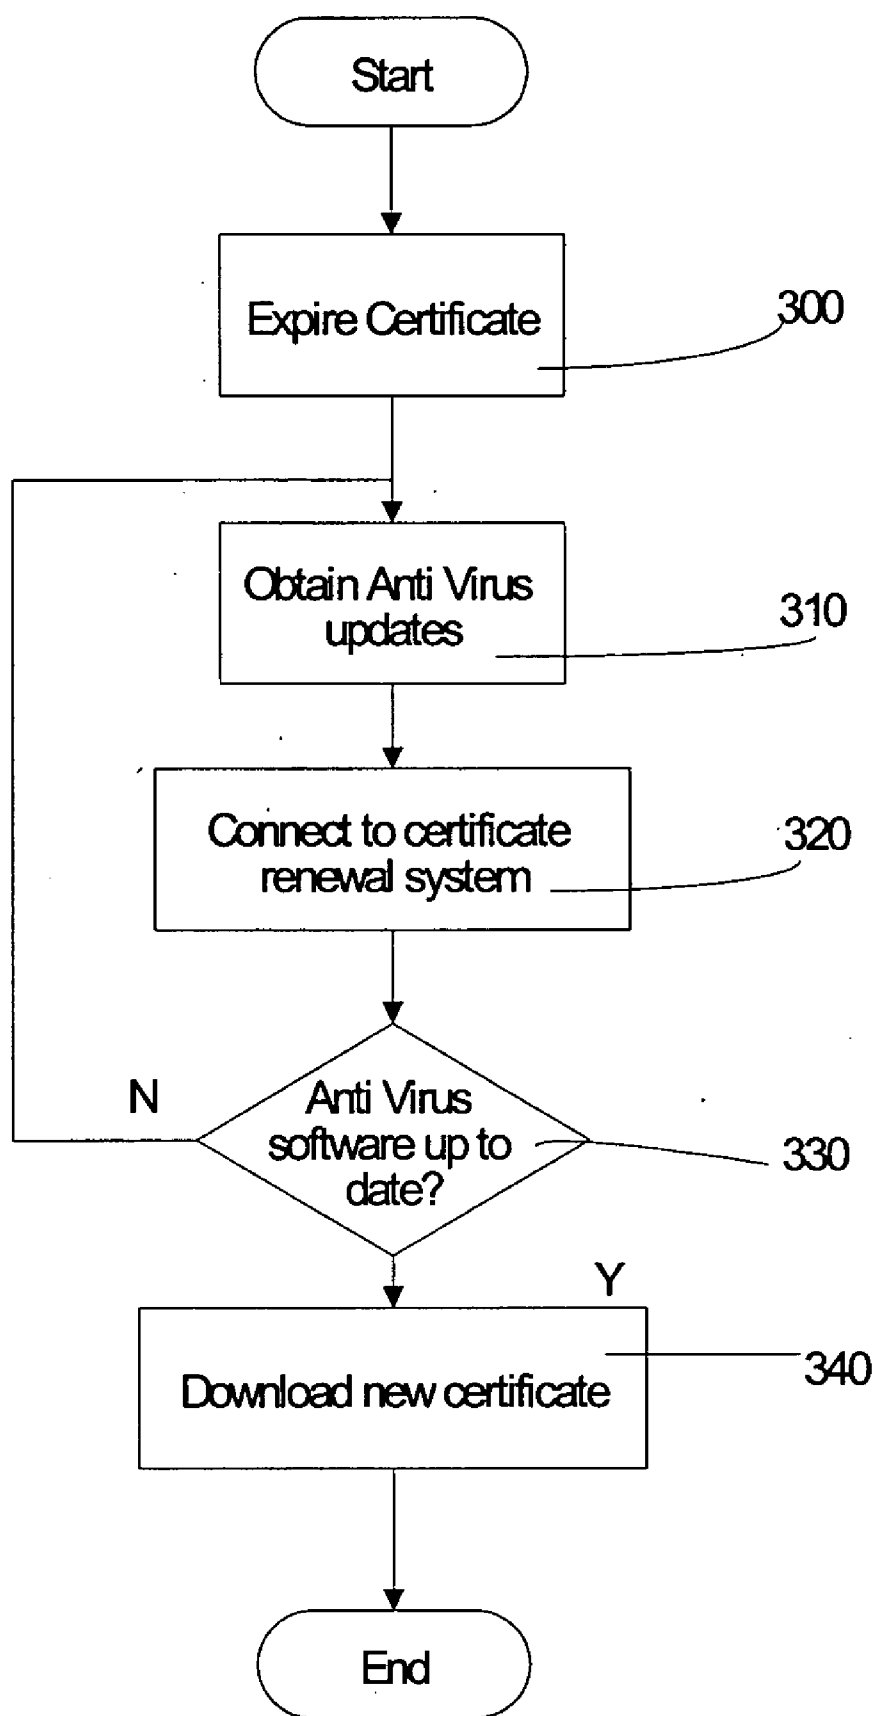 Start
Expire Certificate
300
Obtain Anti Virus
updates
310
Connect to certificate
renewal system
320
N
Anti Virus
software up to
date?
330
Y
Download new certificate
340
End